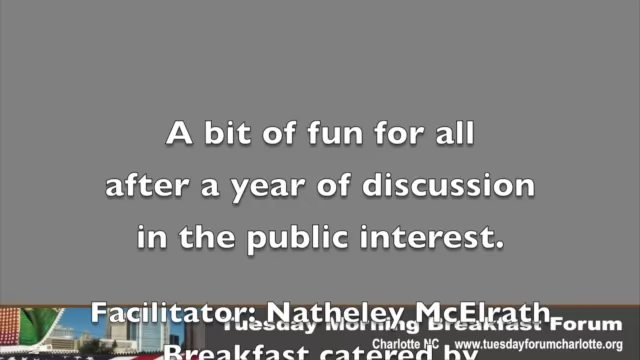 A bit of fun for all
after a year of discussion
in the public interest.
Facilitator: Natheley McElrath
Tuesday Morning Breakfast Forum
Charlotte NC www.tuesdayforumcharlotte.org
Breakfast catered by